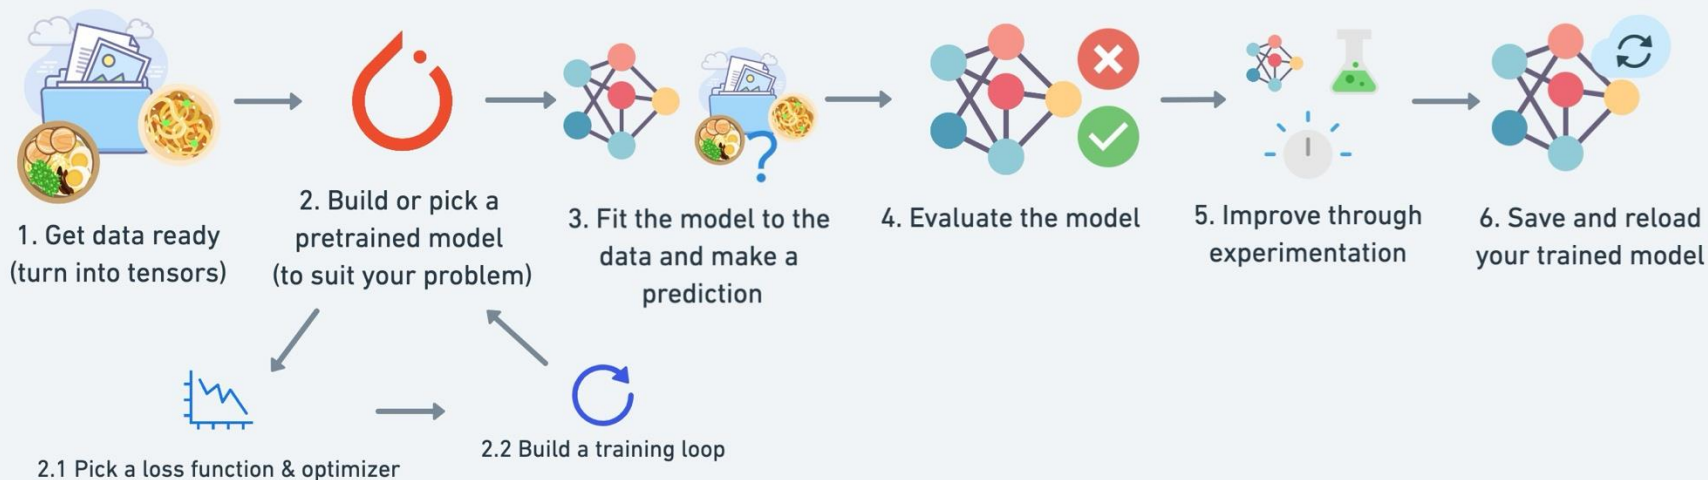 1. Get data ready
(turn into tensors)
2. Build or pick a
pretrained model
(to suit your problem)
3. Fit the model to the
data and make a
prediction
4. Evaluate the model
5. Improve through
experimentation
6. Save and reload
your trained model
2.1 Pick a loss function & optimizer
2.2 Build a training loop